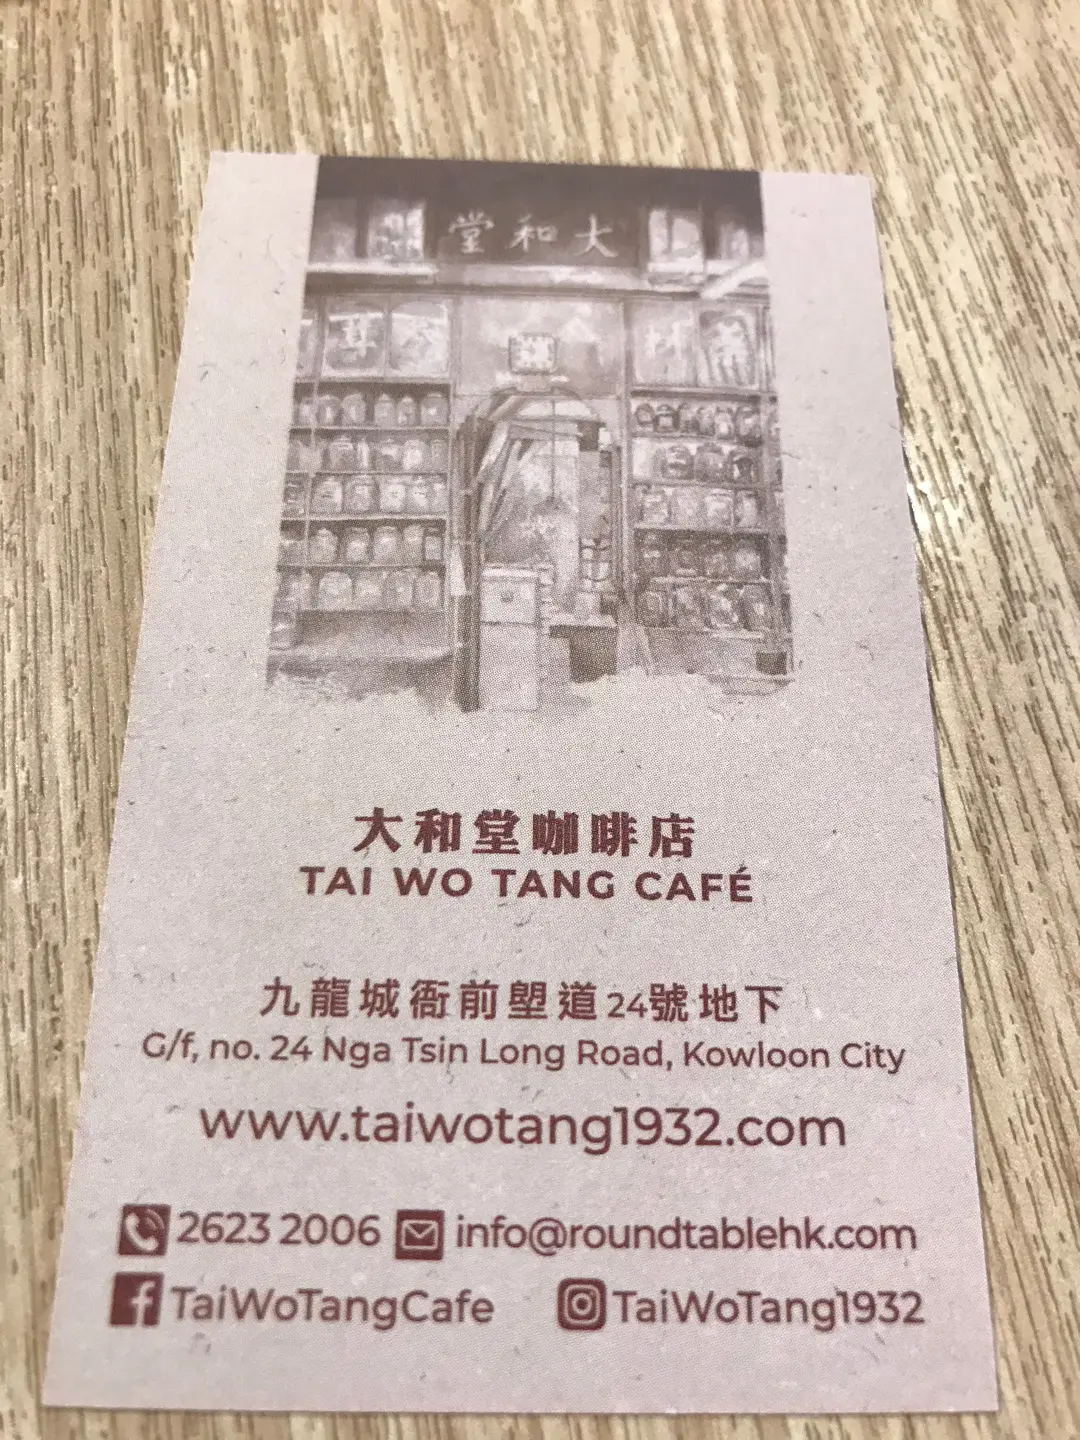 大和堂
大和堂咖啡店
TAI WO TANG CAFÉ
九龍城衙前塱道24號地下
G/f, no. 24 Nga Tsin Long Road, Kowloon City
www.taiwotang1932.com
2623 2006 info@roundtablehk.com
TaiWoTangCafe TaiWoTang1932